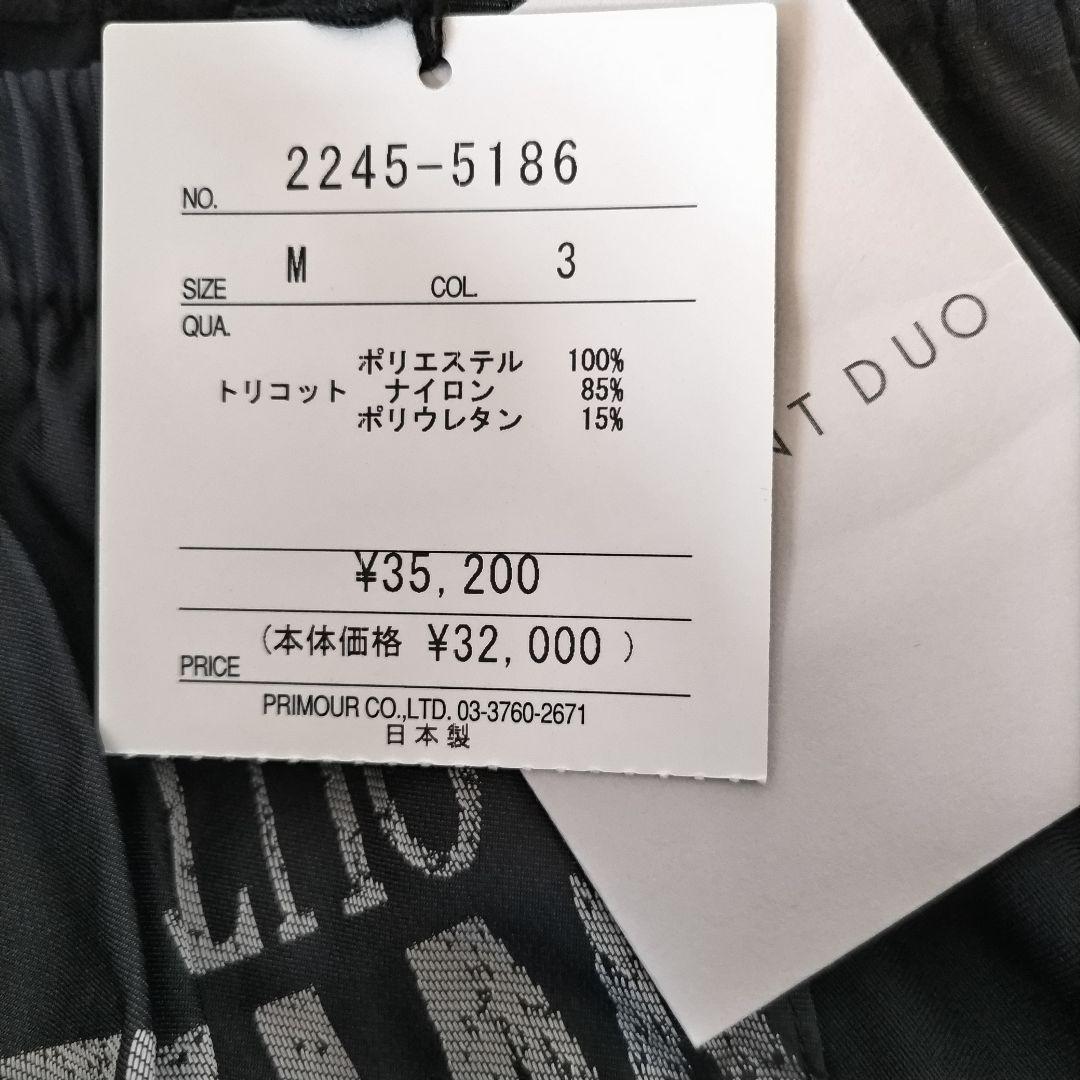 NO. 2245-5186
SIZE M COL. 3
QUA.
ポリエステル 100%
トリコット ナイロン 85%
ポリウレタン 15%
¥35,200
(本体価格 ¥32,000 )
PRICE
PRIMOUR CO.,LTD. 03-3760-2671
日本製
NT DUO